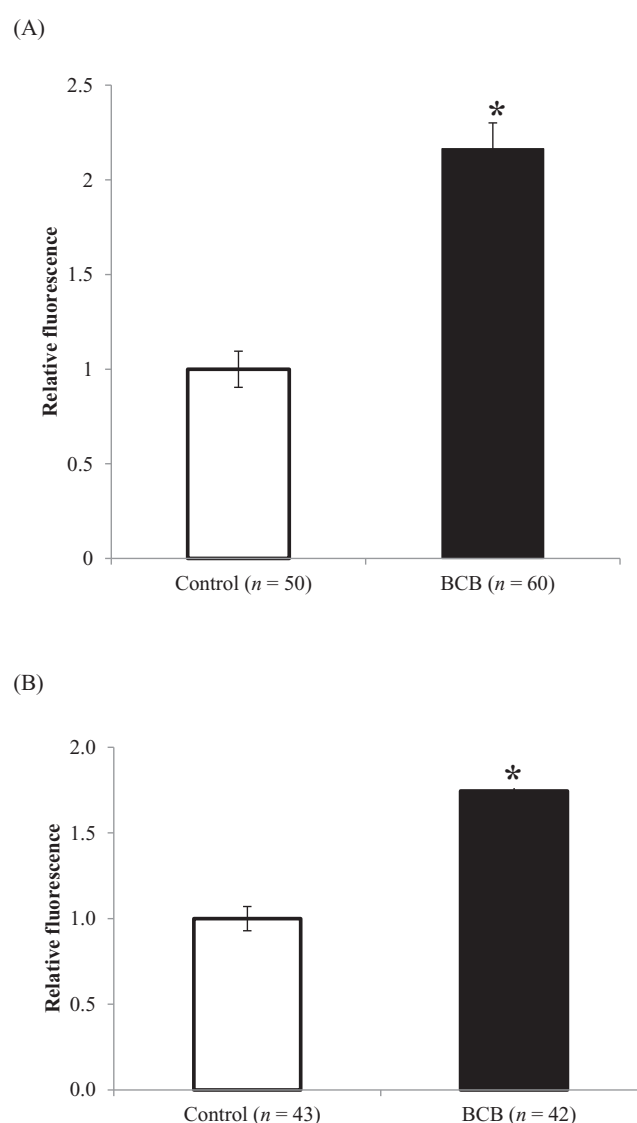 (A)
2.5
*
2
1.5
Relative fluorescence
1
0.5
0
Control (n = 50) BCB (n = 60)
(B)
2.0
*
1.5
Relative fluorescence
1.0
0.5
0.0
Control (n = 43) BCB (n = 42)